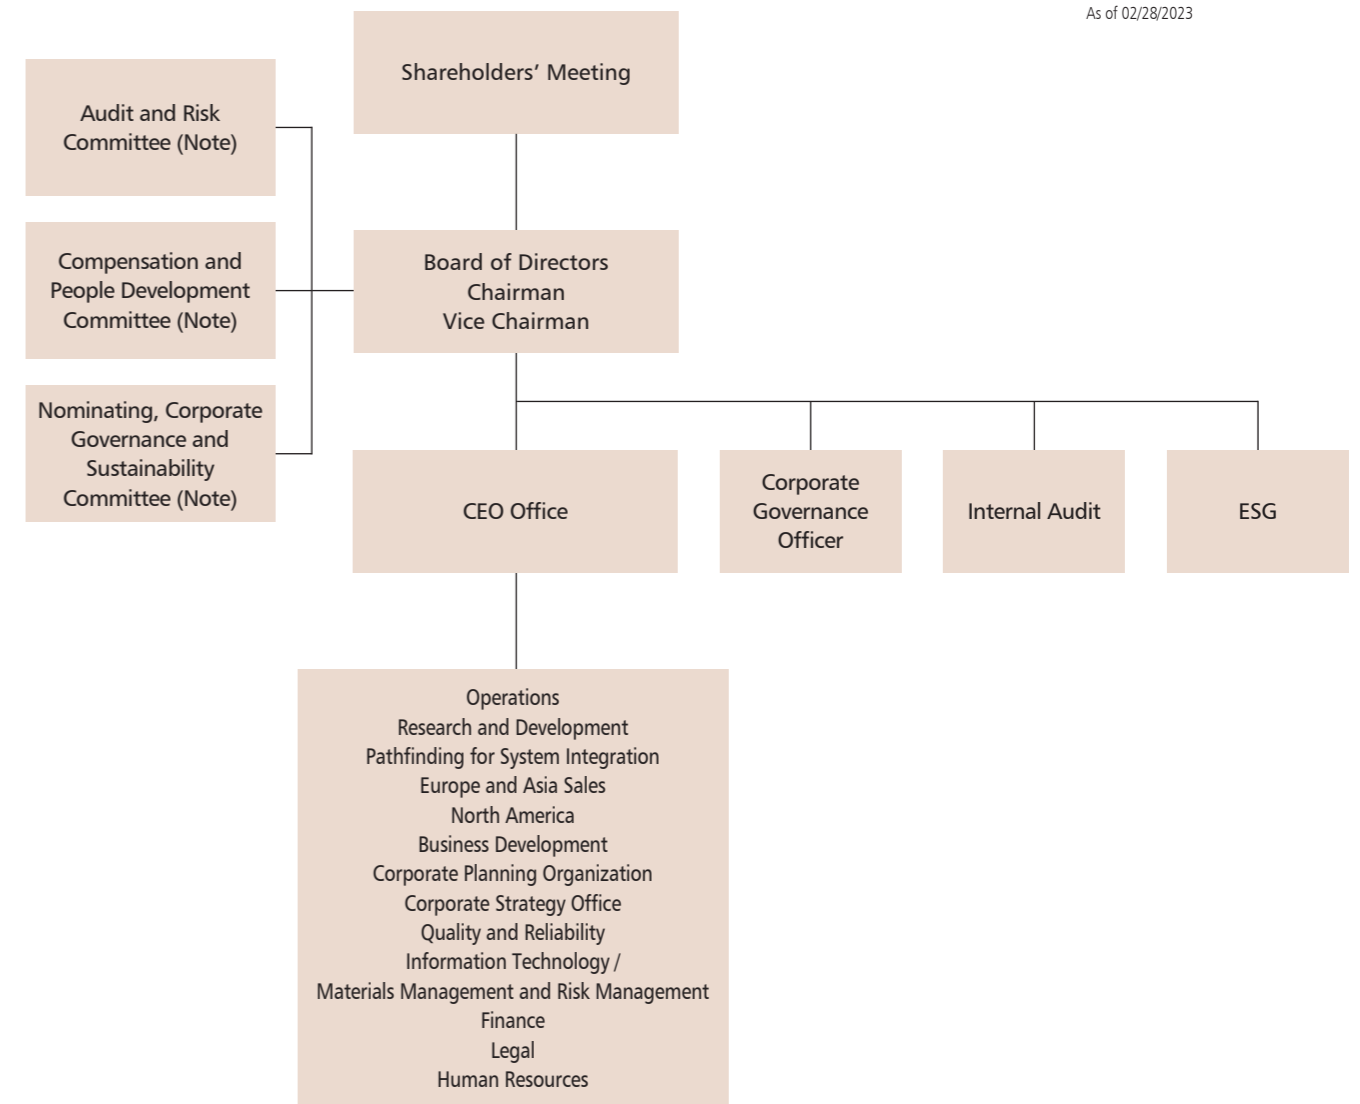 As of 02/28/2023
Shareholders’ Meeting
Audit and Risk
Committee (Note)
Compensation and
People Development
Committee (Note)
Board of Directors
Chairman
Vice Chairman
Nominating, Corporate
Governance and
Sustainability
Committee (Note)
CEO Office
Corporate
Governance
Officer
Internal Audit
ESG
Operations
Research and Development
Pathfinding for System Integration
Europe and Asia Sales
North America
Business Development
Corporate Planning Organization
Corporate Strategy Office
Quality and Reliability
Information Technology /
Materials Management and Risk Management
Finance
Legal
Human Resources